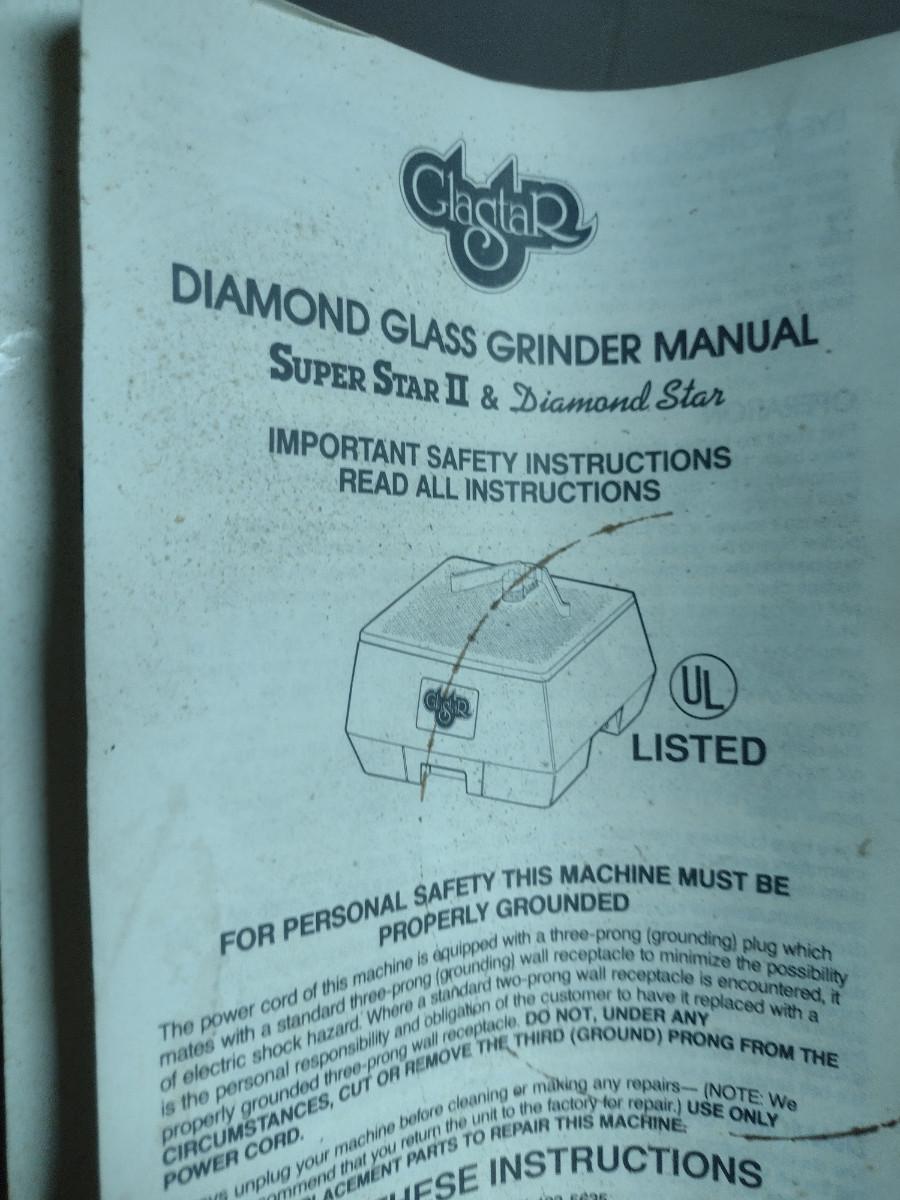 Glastar
DIAMOND GLASS GRINDER MANUAL
SUPER STAR II & Diamond Star
IMPORTANT SAFETY INSTRUCTIONS
READ ALL INSTRUCTIONS
Glastar
UL
LISTED
FOR PERSONAL SAFETY THIS MACHINE MUST BE
PROPERLY GROUNDED
The power cord of this machine is equipped with a three-prong (grounding) plug which
mates with a standard three-prong (grounding) wall receptacle to minimize the possibility
of electric shock hazard. Where a standard two-prong wall receptacle is encountered, it
is the personal responsibility and obligation of the customer to have it replaced with a
properly grounded three-prong wall receptacle. DO NOT, UNDER ANY
CIRCUMSTANCES, CUT OR REMOVE THE THIRD (GROUND) PRONG FROM THE
POWER CORD.
unplug your machine before cleaning or making any repairs— (NOTE: We
that you return the unit to the factory for repair.) USE ONLY
PARTS TO REPAIR THIS MACHINE.
INSTRUCTIONS